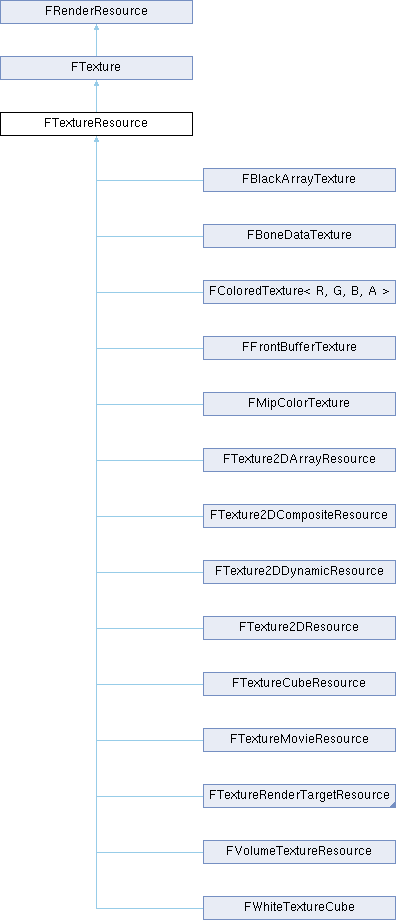 FRenderResource
FTexture
FTextureResource
FBlackArrayTexture
FBoneDataTexture
FColoredTexture< R, G, B, A >
FFrontBufferTexture
FMipColorTexture
FTexture2DArrayResource
FTexture2DCompositeResource
FTexture2DDynamicResource
FTexture2DResource
FTextureCubeResource
FTextureMovieResource
FTextureRenderTargetResource
FVolumeTextureResource
FWhiteTextureCube